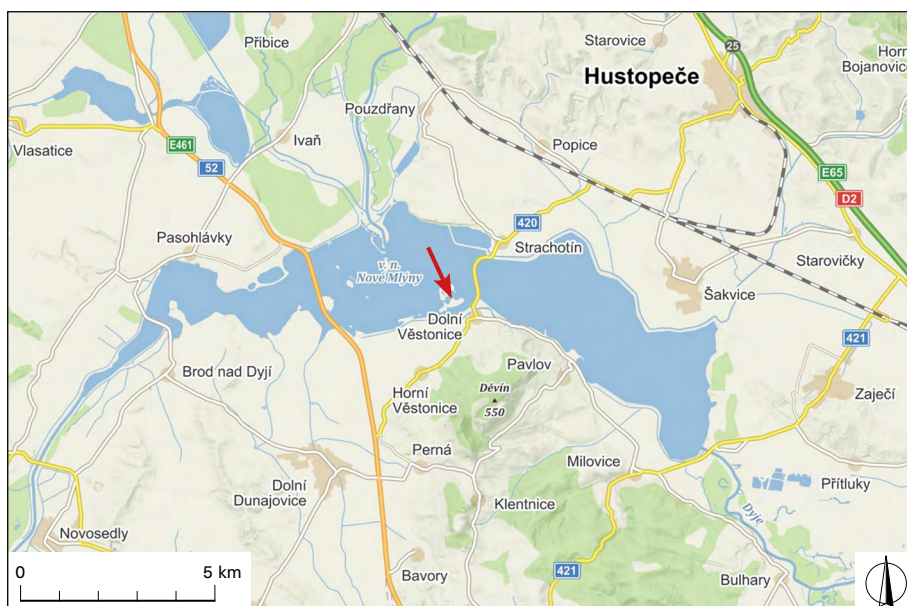 Přibice
Starovice
25
Horn
Bojanovice
Hustopeče
Pouzdřany
Ivaň
Popice
Vlasatice
E461
52
E65
D2
420
Pasohlávky
Strachotín
Starovičky
v. n.
Nové Mlýny
Šakvice
Dolní
Věstonice
421
Pavlov
Brod nad Dyjí
Děvín
550
Horní
Věstonice
Zaječí
Perná
Milovice
Dolní
Dunajovice
Přítluky
Klentnice
Dyje
Novosedly
0 5 km
Bavory
421
Bulhary